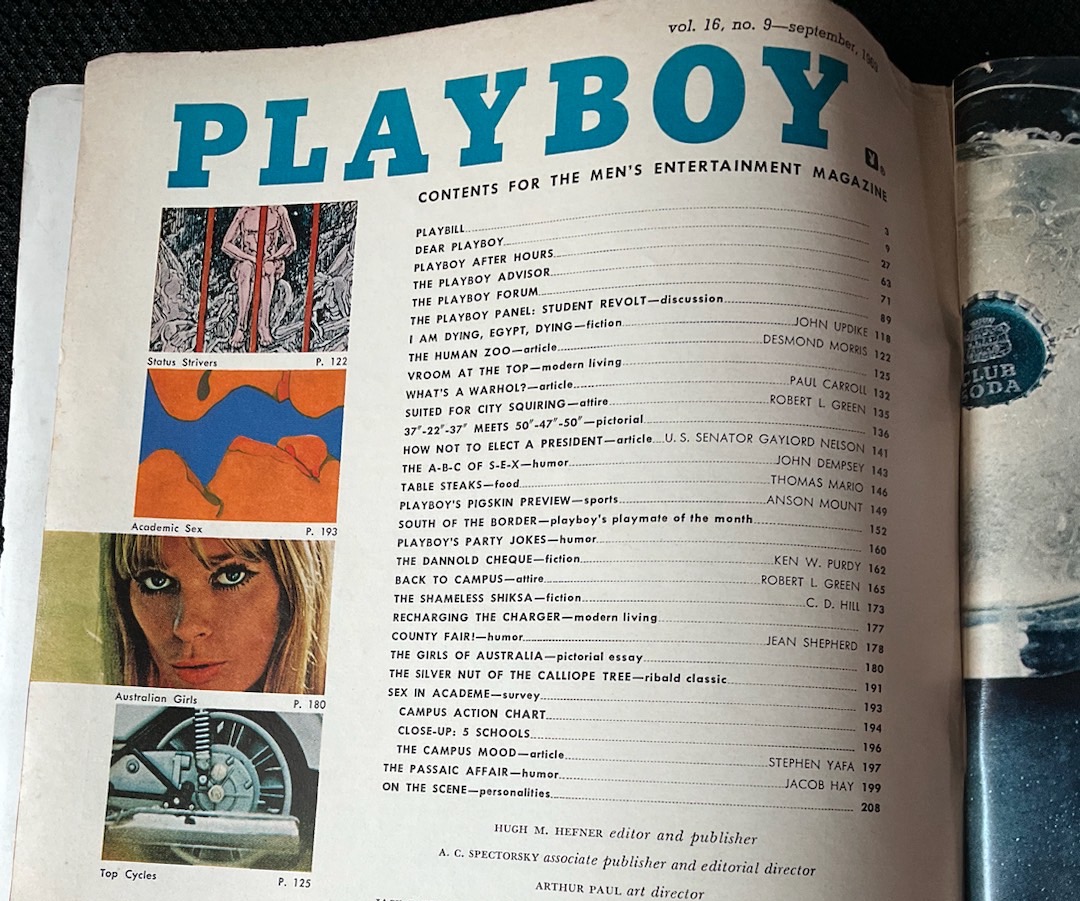 vol. 16, no. 9—september, 1969
PLAYBOY
CONTENTS FOR THE MEN'S ENTERTAINMENT MAGAZINE
PLAYBILL 3
DEAR PLAYBOY 9
PLAYBOY AFTER HOURS 27
THE PLAYBOY ADVISOR 63
THE PLAYBOY FORUM 71
THE PLAYBOY PANEL: STUDENT REVOLT—discussion 89
I AM DYING, EGYPT, DYING—fiction JOHN UPDIKE 118
THE HUMAN ZOO—article DESMOND MORRIS 122
VROOM AT THE TOP—modern living 125
WHAT'S A WARHOL?—article PAUL CARROLL 132
SUITED FOR CITY SQUIRING—attire ROBERT L. GREEN 135
37"-22"-37" MEETS 50"-47"-50"—pictorial 136
HOW NOT TO ELECT A PRESIDENT—article U. S. SENATOR GAYLORD NELSON 141
THE A-B-C OF S-E-X—humor JOHN DEMPSEY 143
TABLE STEAKS—food THOMAS MARIO 146
PLAYBOY'S PIGSKIN PREVIEW—sports ANSON MOUNT 149
SOUTH OF THE BORDER—playboy's playmate of the month 152
PLAYBOY'S PARTY JOKES—humor 160
THE DANNOLD CHEQUE—fiction KEN W. PURDY 162
BACK TO CAMPUS—attire ROBERT L. GREEN 165
THE SHAMELESS SHIKSA—fiction C. D. HILL 173
RECHARGING THE CHARGER—modern living 177
COUNTY FAIR!—humor JEAN SHEPHERD 178
THE GIRLS OF AUSTRALIA—pictorial essay 180
THE SILVER NUT OF THE CALLIOPE TREE—ribald classic 191
SEX IN ACADEME—survey 193
CAMPUS ACTION CHART 194
CLOSE-UP: 5 SCHOOLS 196
THE CAMPUS MOOD—article STEPHEN YAFA 197
THE PASSAIC AFFAIR—humor JACOB HAY 199
ON THE SCENE—personalities 208
HUGH M. HEFNER editor and publisher
A. C. SPECTORSKY associate publisher and editorial director
ARTHUR PAUL art director
Status Strivers P. 122
Academic Sex P. 193
Australian Girls P. 180
Top Cycles P. 125
CLUB
SODA